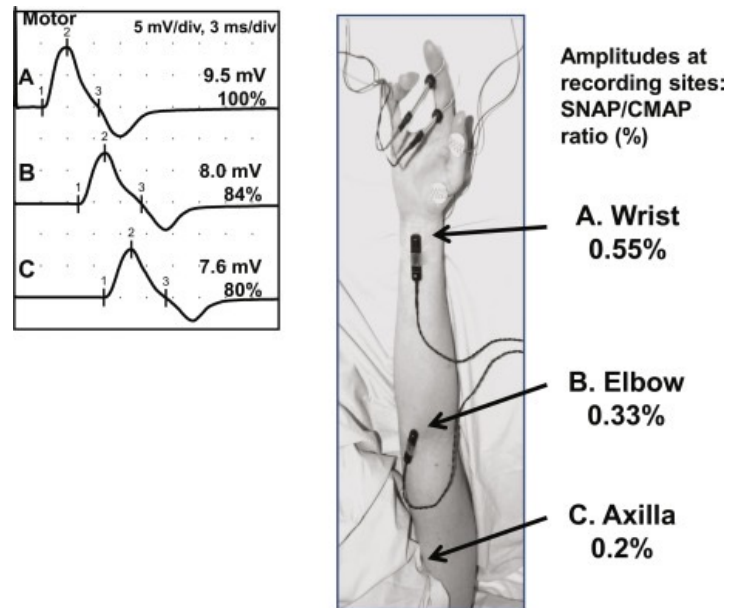 Motor
5 mV/div, 3 ms/div
2
A
9.5 mV
100%
1
3
2
B
8.0 mV
84%
1
3
2
C
7.6 mV
80%
1
3
Amplitudes at
recording sites:
SNAP/CMAP
ratio (%)
A. Wrist
0.55%
B. Elbow
0.33%
C. Axilla
0.2%